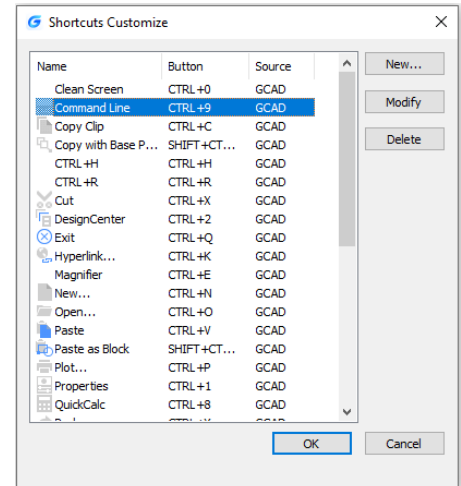 Shortcuts Customize
Name Button Source
Clean Screen CTRL+0 GCAD
Command Line CTRL+9 GCAD
Copy Clip CTRL+C GCAD
Copy with Base P... SHIFT+CT... GCAD
CTRL+H CTRL+H GCAD
CTRL+R CTRL+R GCAD
Cut CTRL+X GCAD
DesignCenter CTRL+2 GCAD
Exit CTRL+Q GCAD
Hyperlink... CTRL+K GCAD
Magnifier CTRL+E GCAD
New... CTRL+N GCAD
Open... CTRL+O GCAD
Paste CTRL+V GCAD
Paste as Block SHIFT+CT... GCAD
Plot... CTRL+P GCAD
Properties CTRL+1 GCAD
QuickCalc CTRL+8 GCAD
New...
Modify
Delete
OK Cancel